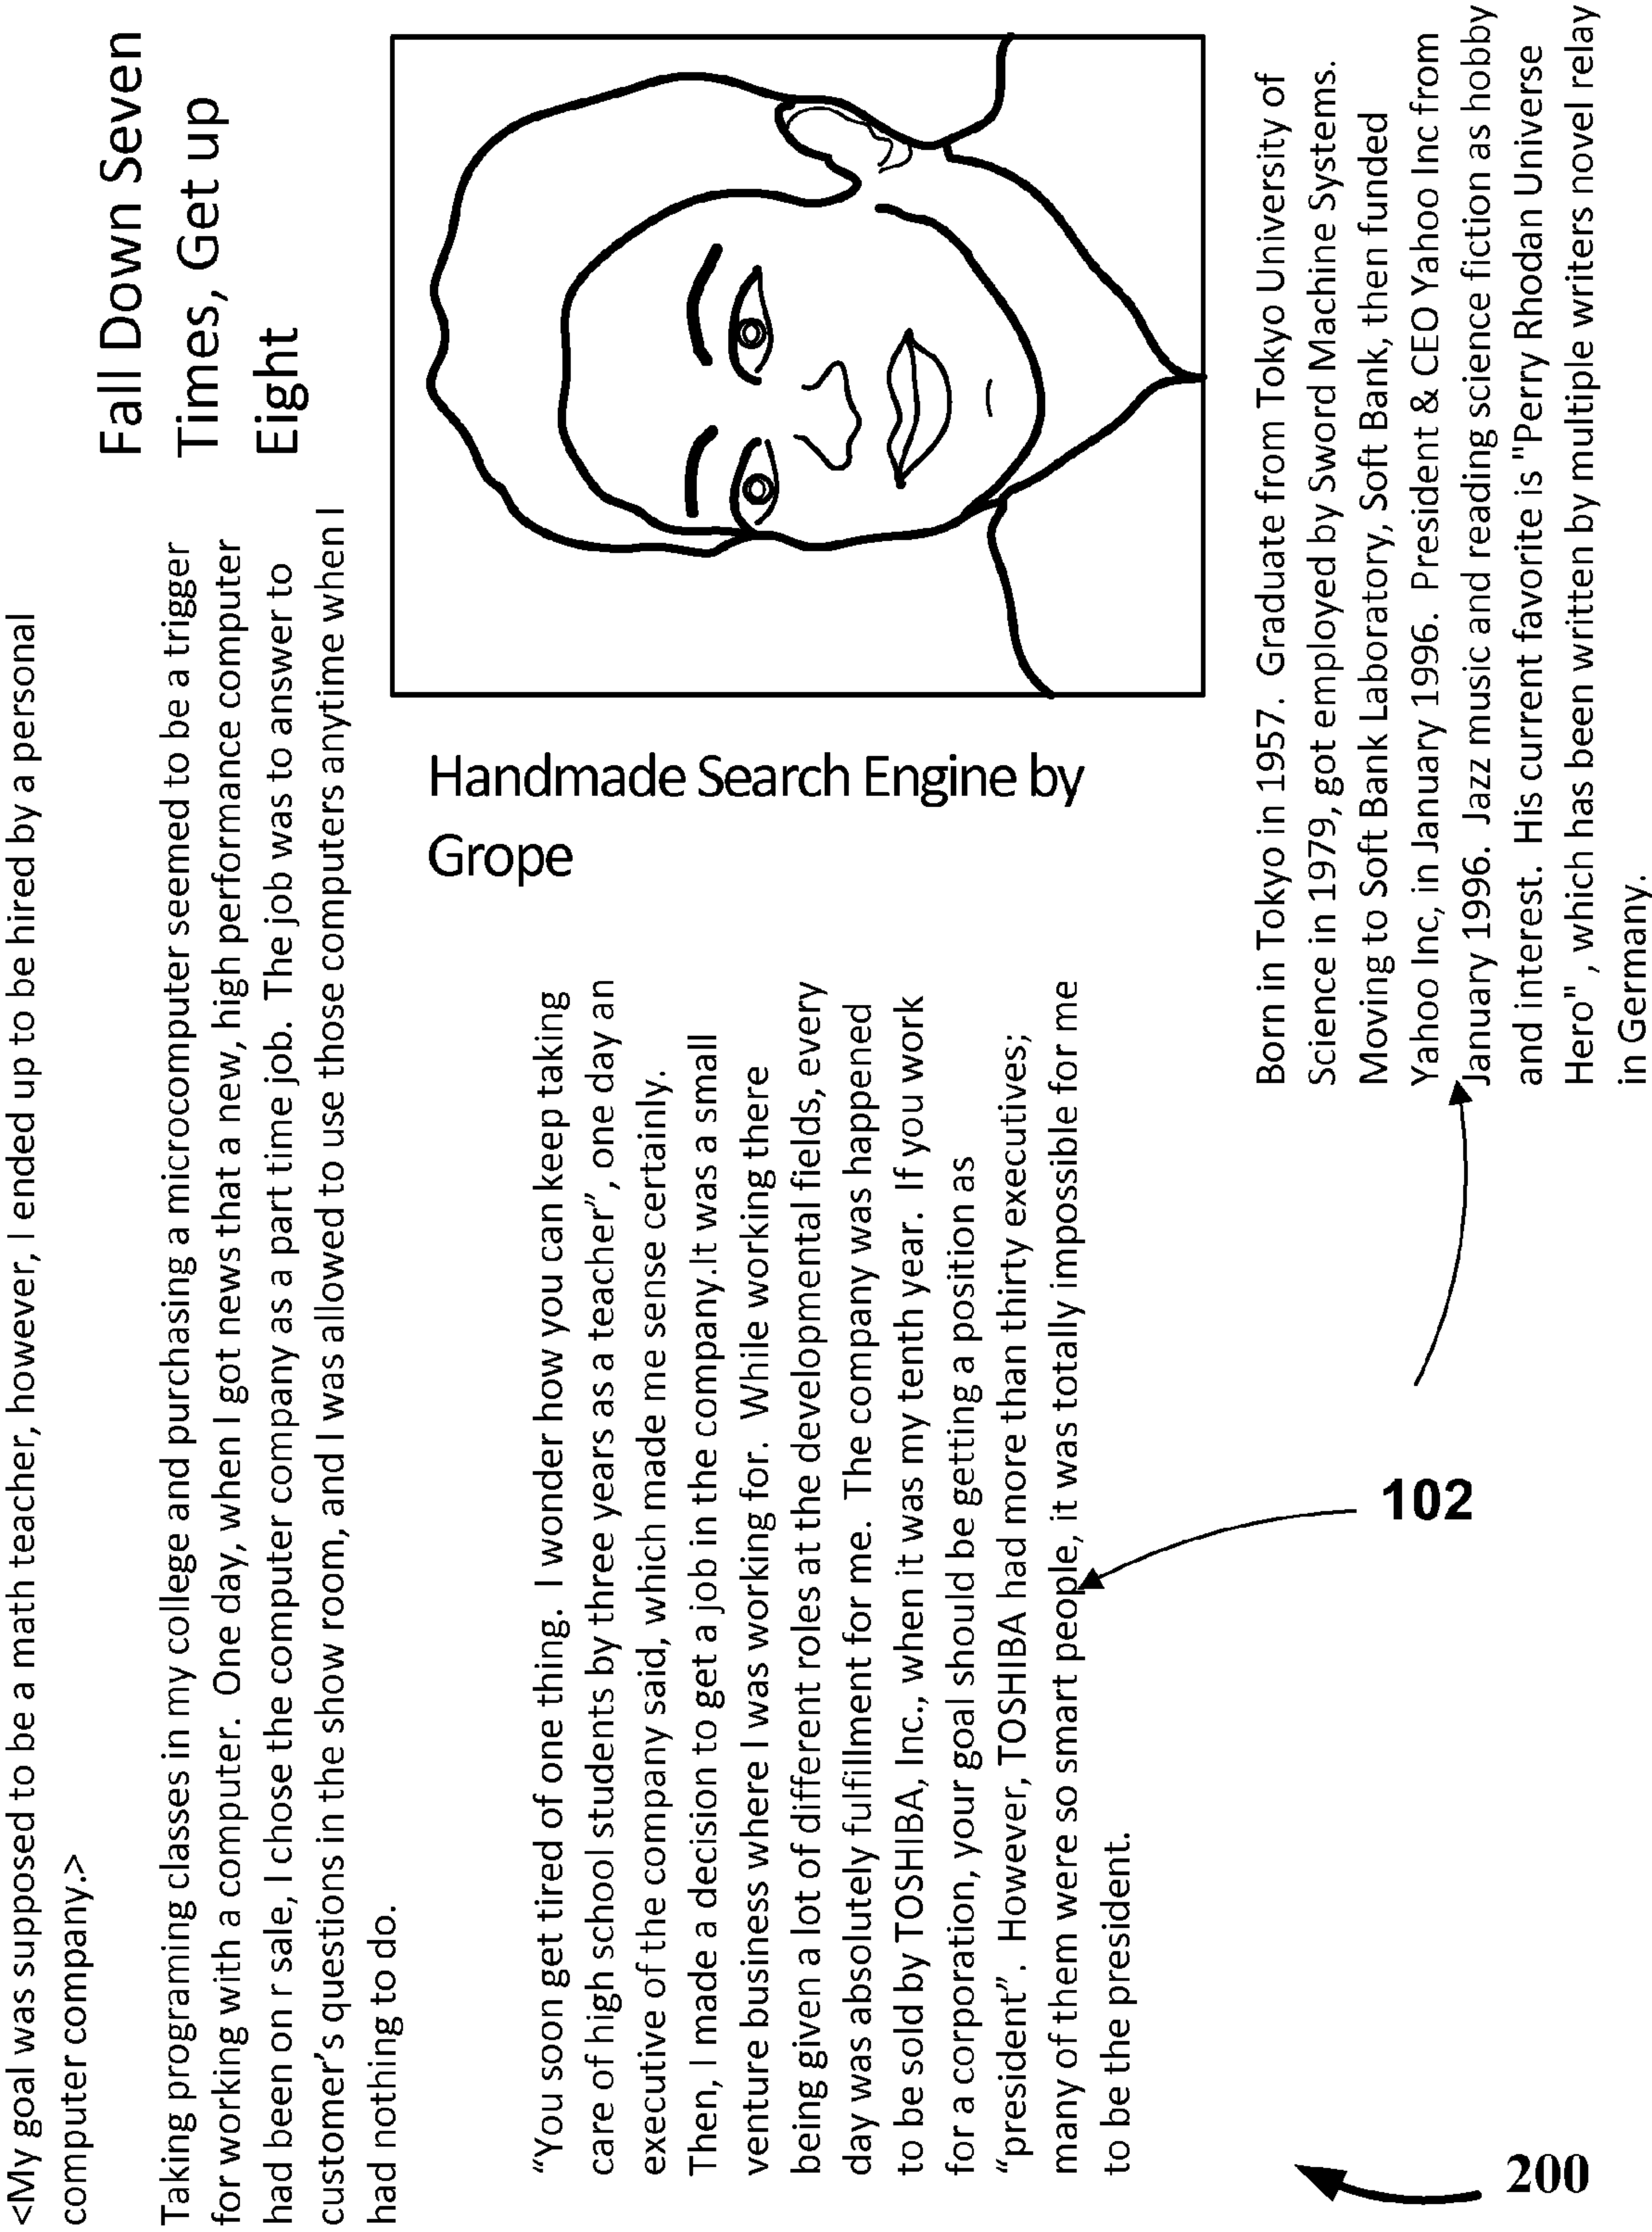 <My goal was supposed to be a math teacher, however, I ended up to be hired by a personal
computer company.>
Fall Down Seven
Times, Get up
Eight
Taking programing classes in my college and purchasing a microcomputer seemed to be a trigger
for working with a computer. One day, when I got news that a new, high performance computer
had been on r sale, I chose the computer company as a part time job. The job was to answer to
customer's questions in the show room, and I was allowed to use those computers anytime when I
had nothing to do.
Handmade Search Engine by
Grope
“You soon get tired of one thing. I wonder how you can keep taking
care of high school students by three years as a teacher”, one day an
executive of the company said, which made me sense certainly.
Then, I made a decision to get a job in the company.It was a small
venture business where I was working for. While working there
being given a lot of different roles at the developmental fields, every
day was absolutely fulfillment for me. The company was happened
to be sold by TOSHIBA, Inc., when it was my tenth year. If you work
for a corporation, your goal should be getting a position as
“president”. However, TOSHIBA had more than thirty executives;
many of them were so smart people, it was totally impossible for me
to be the president.
Born in Tokyo in 1957. Graduate from Tokyo University of
Science in 1979, got employed by Sword Machine Systems.
Moving to Soft Bank Laboratory, Soft Bank, then funded
Yahoo Inc, in January 1996. President & CEO Yahoo Inc from
January 1996. Jazz music and reading science fiction as hobby
and interest. His current favorite is "Perry Rhodan Universe
Hero" , which has been written by multiple writers novel relay
in Germany.
102
200